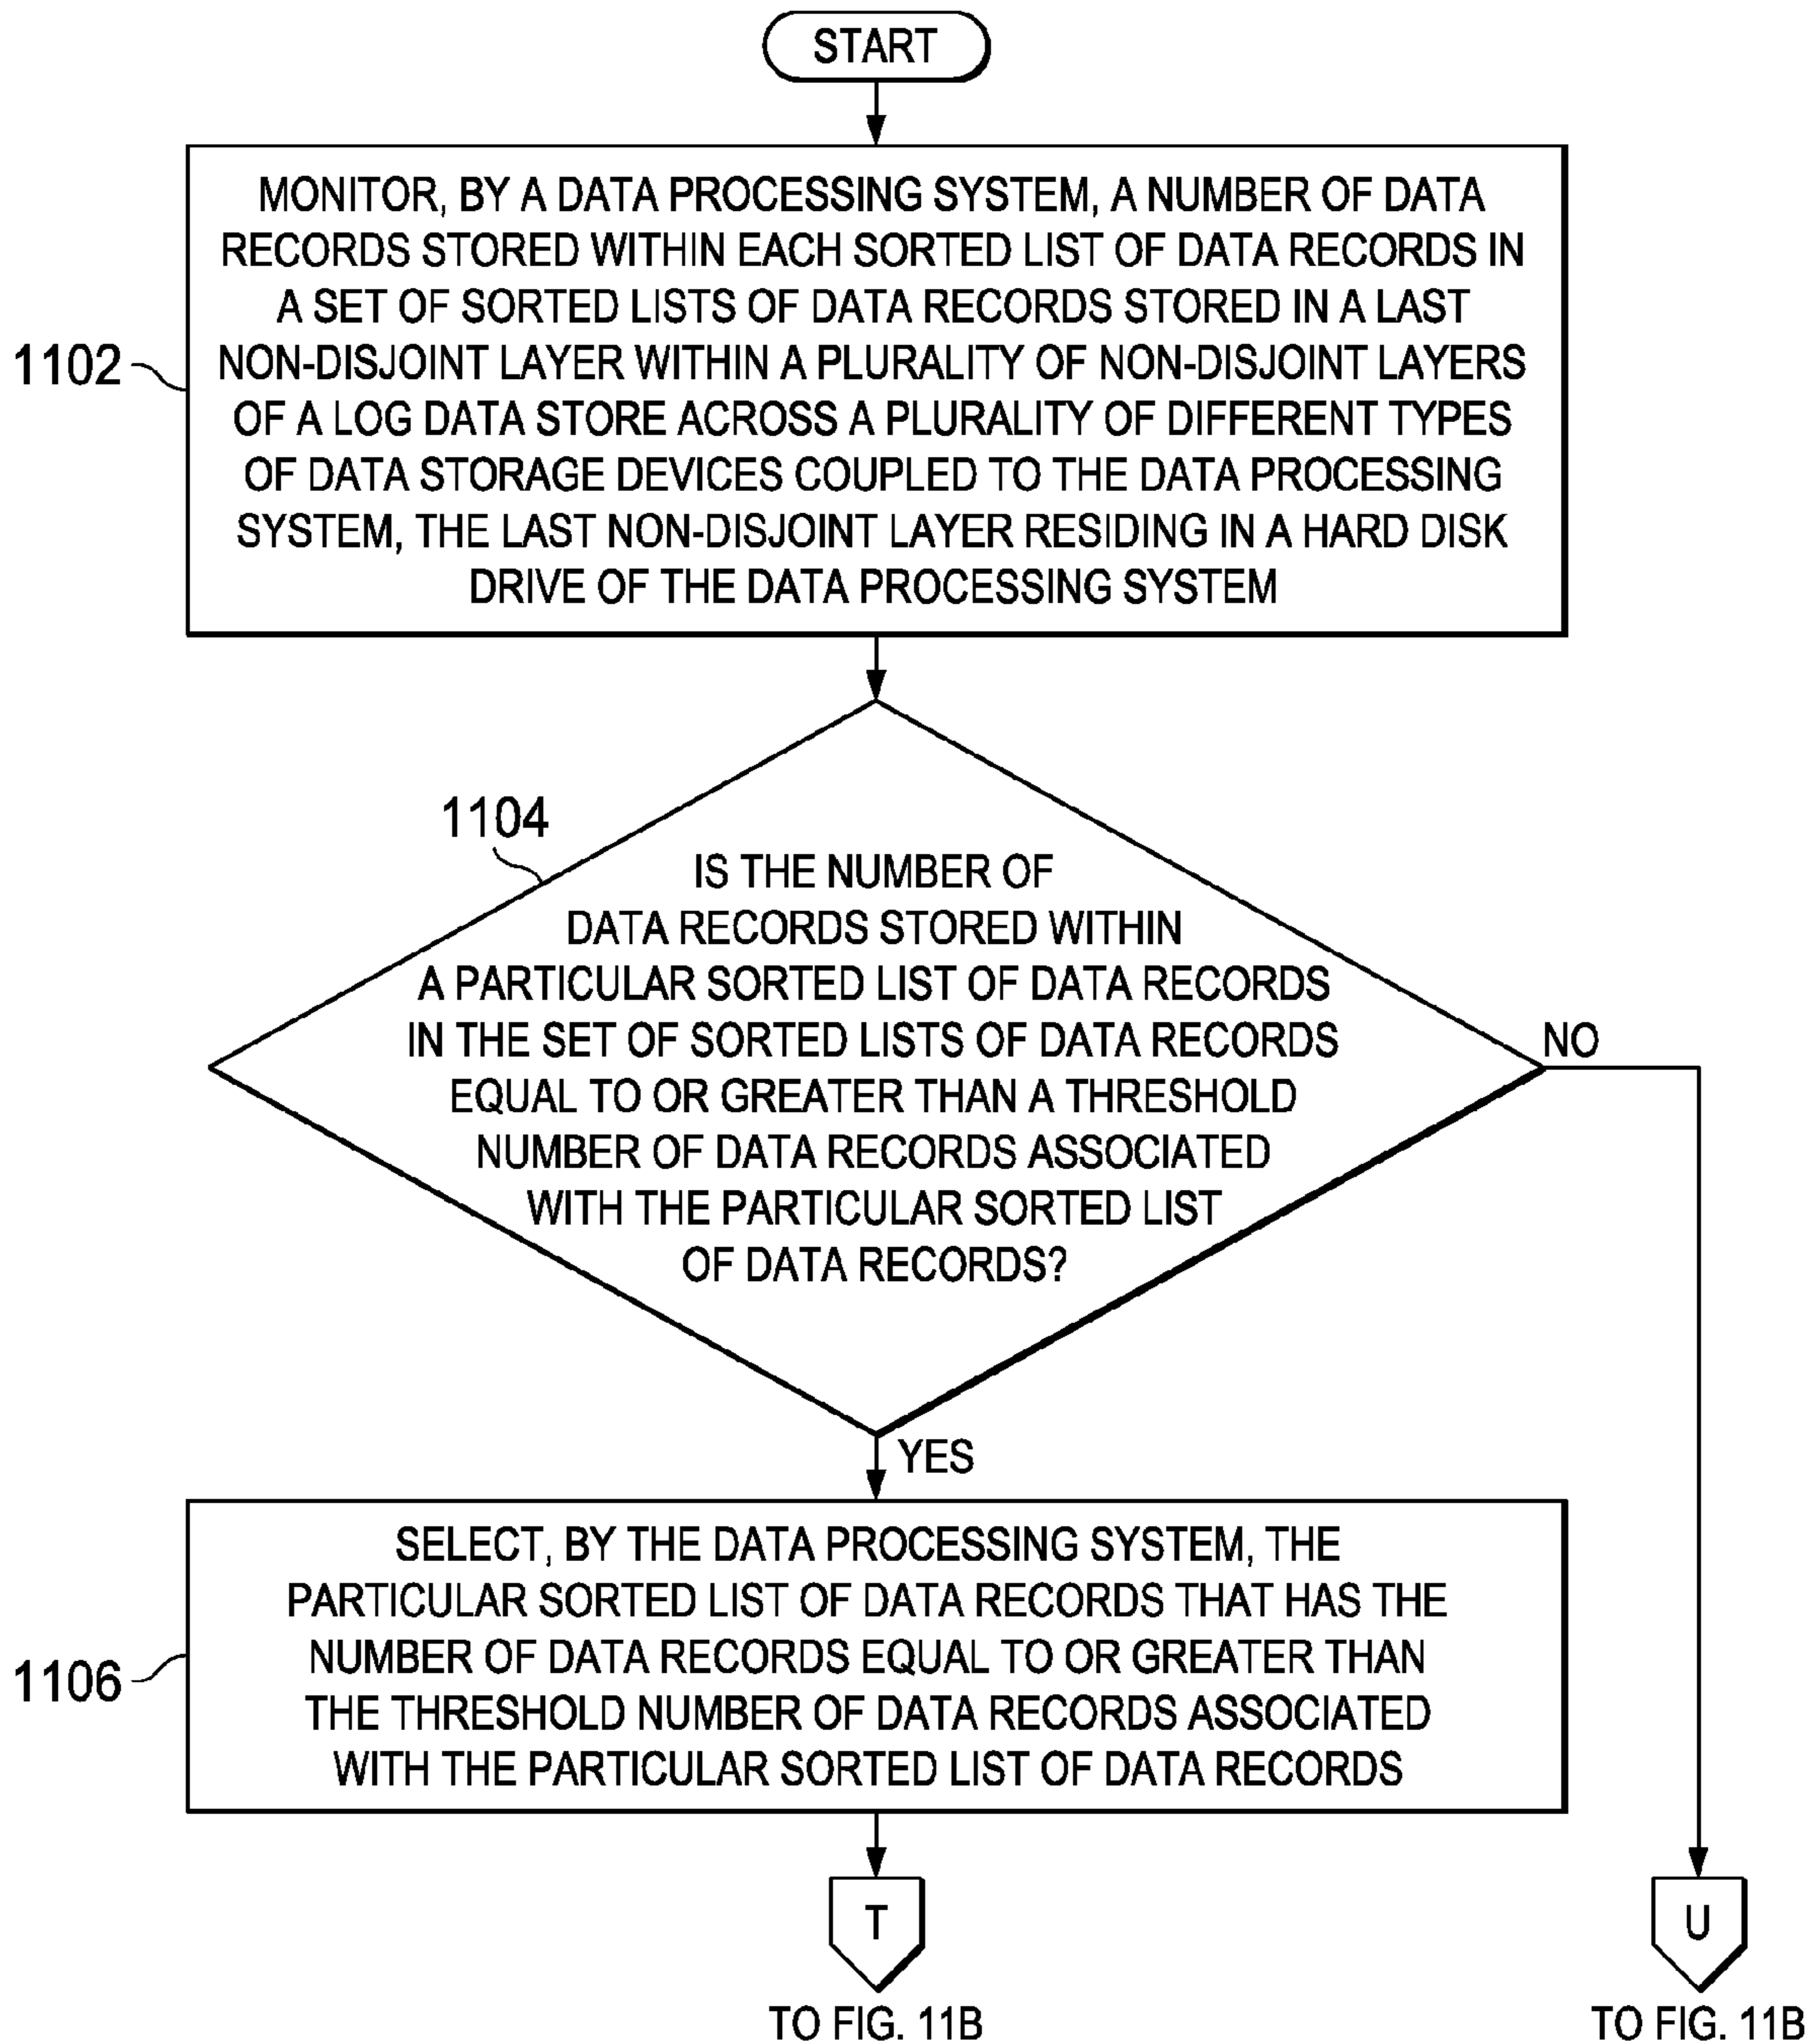 START
MONITOR, BY A DATA PROCESSING SYSTEM, A NUMBER OF DATA
RECORDS STORED WITHIN EACH SORTED LIST OF DATA RECORDS IN
A SET OF SORTED LISTS OF DATA RECORDS STORED IN A LAST
NON-DISJOINT LAYER WITHIN A PLURALITY OF NON-DISJOINT LAYERS
OF A LOG DATA STORE ACROSS A PLURALITY OF DIFFERENT TYPES
OF DATA STORAGE DEVICES COUPLED TO THE DATA PROCESSING
SYSTEM, THE LAST NON-DISJOINT LAYER RESIDING IN A HARD DISK
DRIVE OF THE DATA PROCESSING SYSTEM
1102
1104
IS THE NUMBER OF
DATA RECORDS STORED WITHIN
A PARTICULAR SORTED LIST OF DATA RECORDS
IN THE SET OF SORTED LISTS OF DATA RECORDS
EQUAL TO OR GREATER THAN A THRESHOLD
NUMBER OF DATA RECORDS ASSOCIATED
WITH THE PARTICULAR SORTED LIST
OF DATA RECORDS?
NO
YES
SELECT, BY THE DATA PROCESSING SYSTEM, THE
PARTICULAR SORTED LIST OF DATA RECORDS THAT HAS THE
NUMBER OF DATA RECORDS EQUAL TO OR GREATER THAN
THE THRESHOLD NUMBER OF DATA RECORDS ASSOCIATED
WITH THE PARTICULAR SORTED LIST OF DATA RECORDS
1106
T
U
TO FIG. 11B
TO FIG. 11B